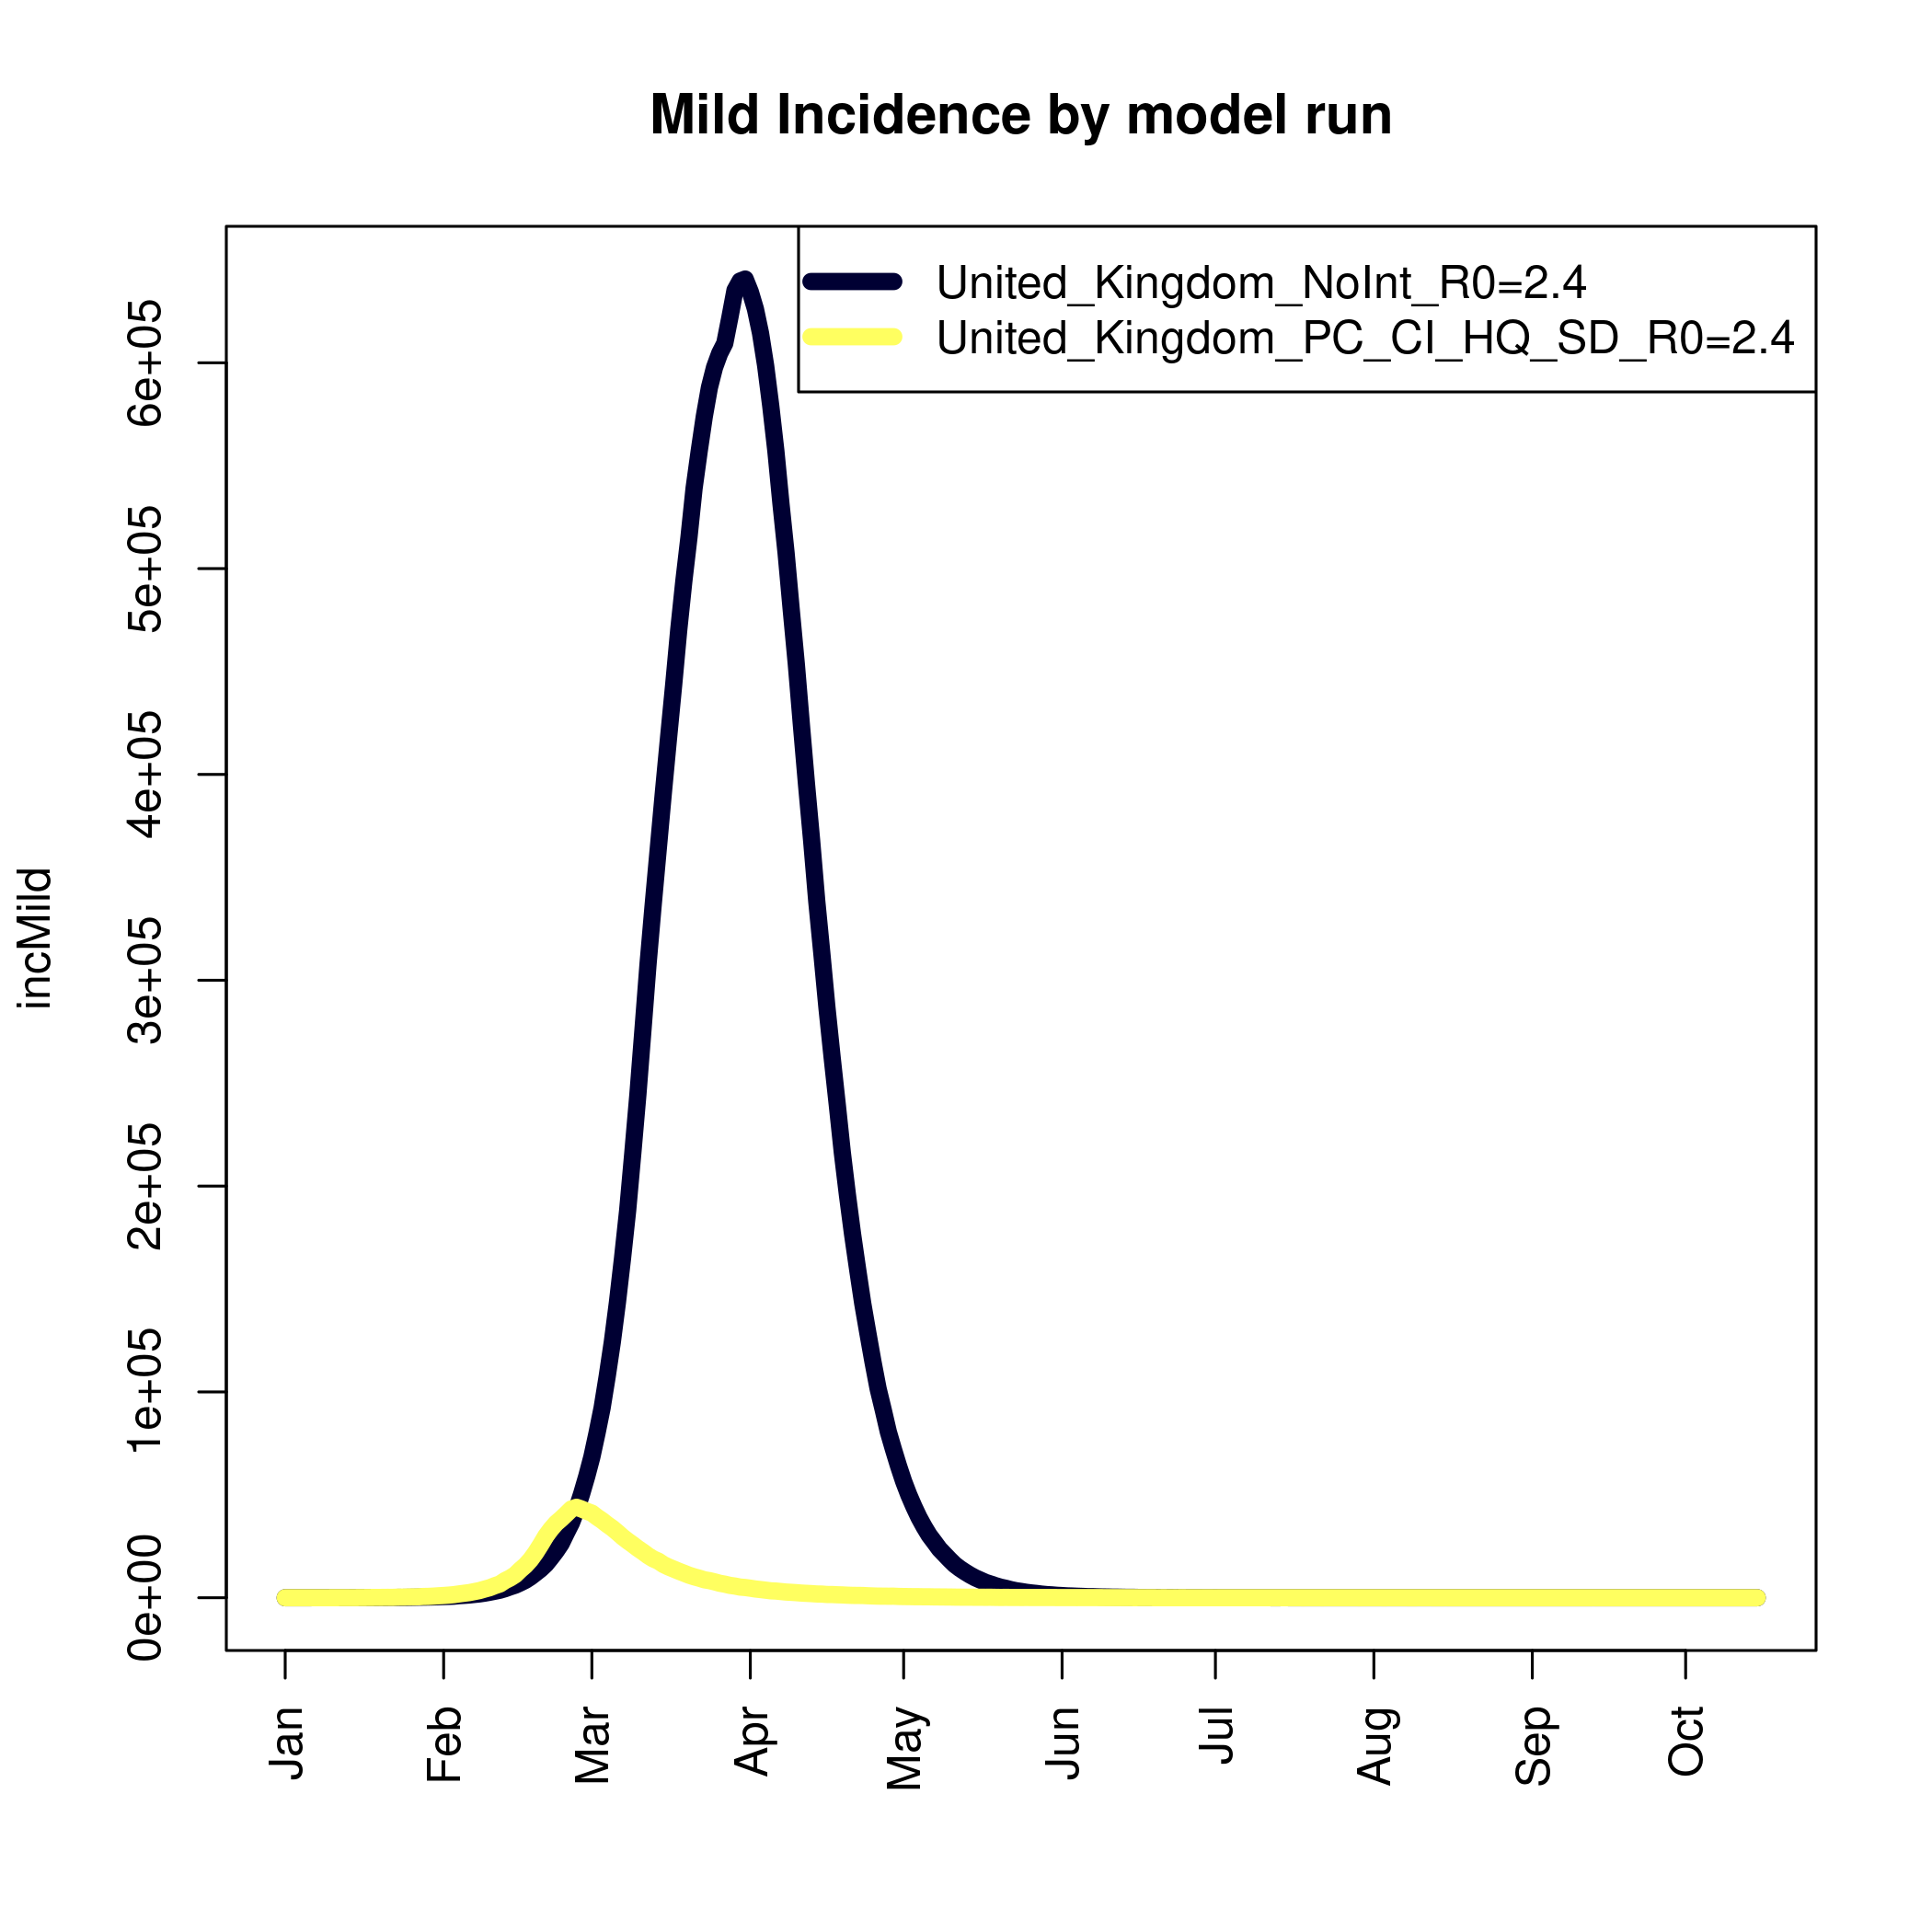 Mild Incidence by model run
United_Kingdom_NoInt_R0=2.4
United_Kingdom_PC_CI_HQ_SD_R0=2.4
incMild
6e+05
5e+05
4e+05
3e+05
2e+05
1e+05
0e+00
Jan
Feb
Mar
Apr
May
Jun
Jul
Aug
Sep
Oct